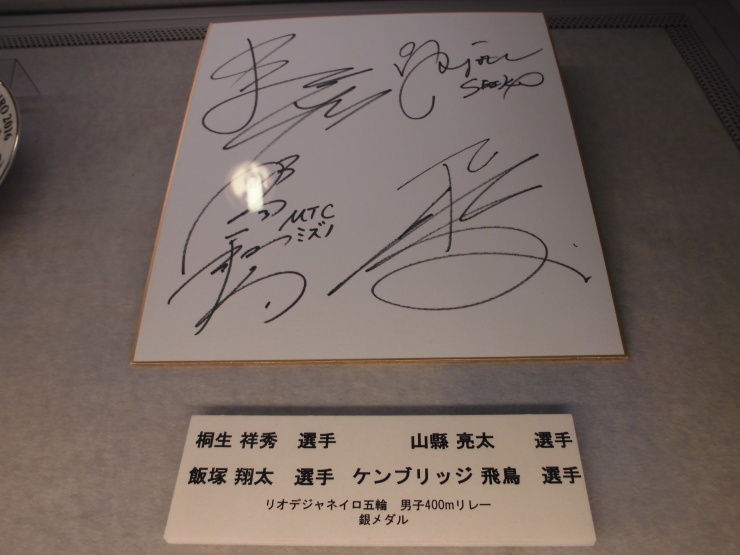 SEIKO
MTC
ミズノ
RIO 2016
桐生 祥秀　選手　山縣 亮太　選手
飯塚 翔太　選手　ケンブリッジ 飛鳥　選手
リオデジャネイロ五輪　男子400mリレー
銀メダル